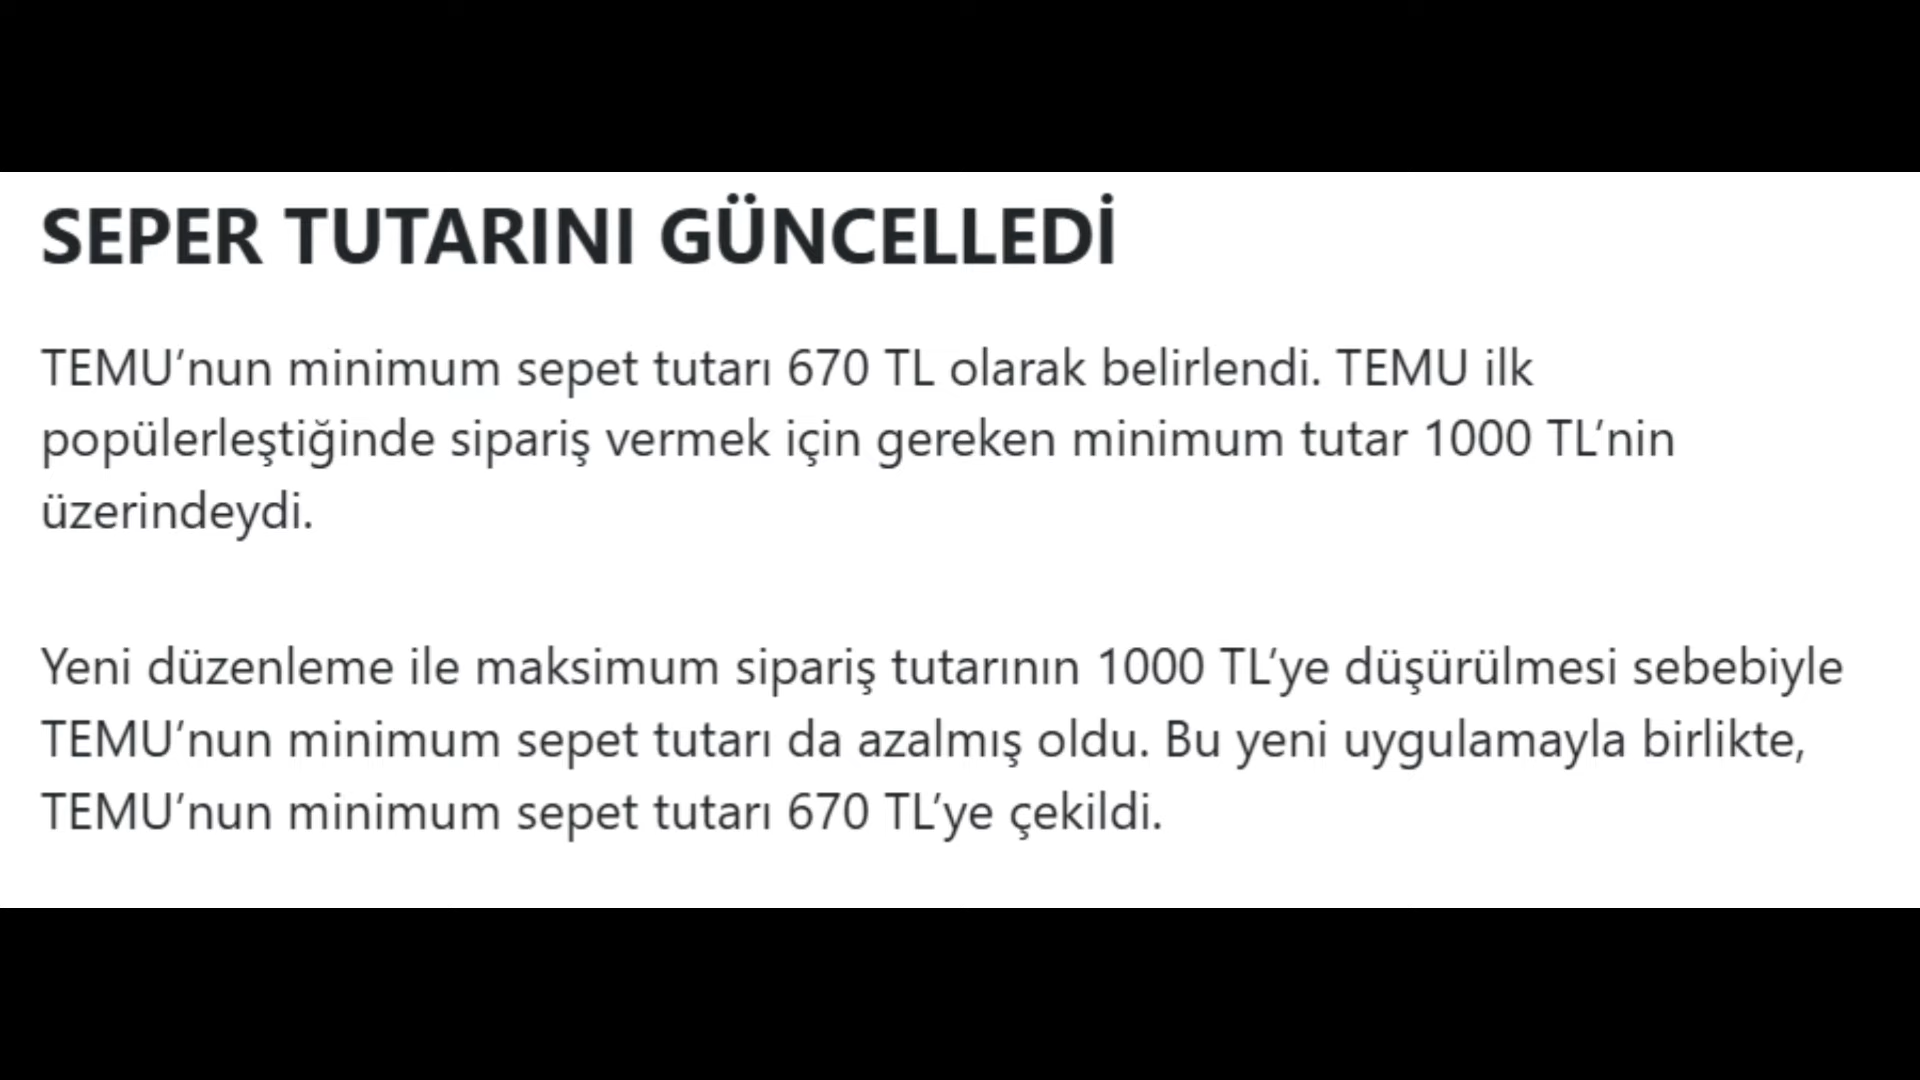 SEPER TUTARINI GÜNCELLEDİ
TEMU’nun minimum sepet tutarı 670 TL olarak belirlendi. TEMU ilk
popülerleştiğinde sipariş vermek için gereken minimum tutar 1000 TL’nin
üzerindeydi.
Yeni düzenleme ile maksimum sipariş tutarının 1000 TL’ye düşürülmesi sebebiyle
TEMU’nun minimum sepet tutarı da azalmış oldu. Bu yeni uygulamayla birlikte,
TEMU’nun minimum sepet tutarı 670 TL’ye çekildi.